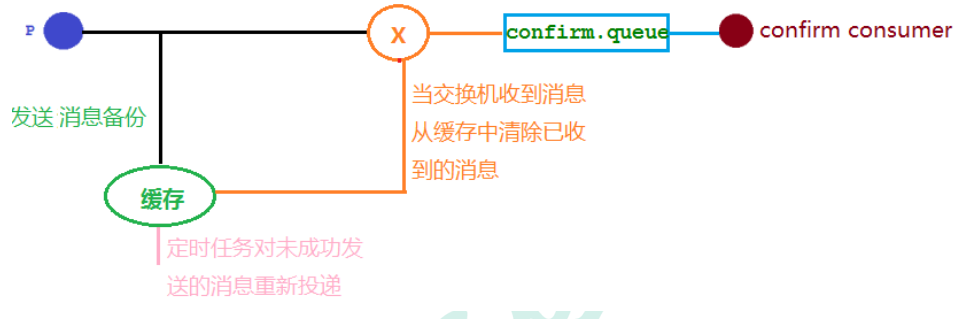 P
X
confirm.queue
confirm consumer
发送 消息备份
当交换机收到消息
从缓存中清除已收
到的消息
缓存
定时任务对未成功发
送的消息重新投递